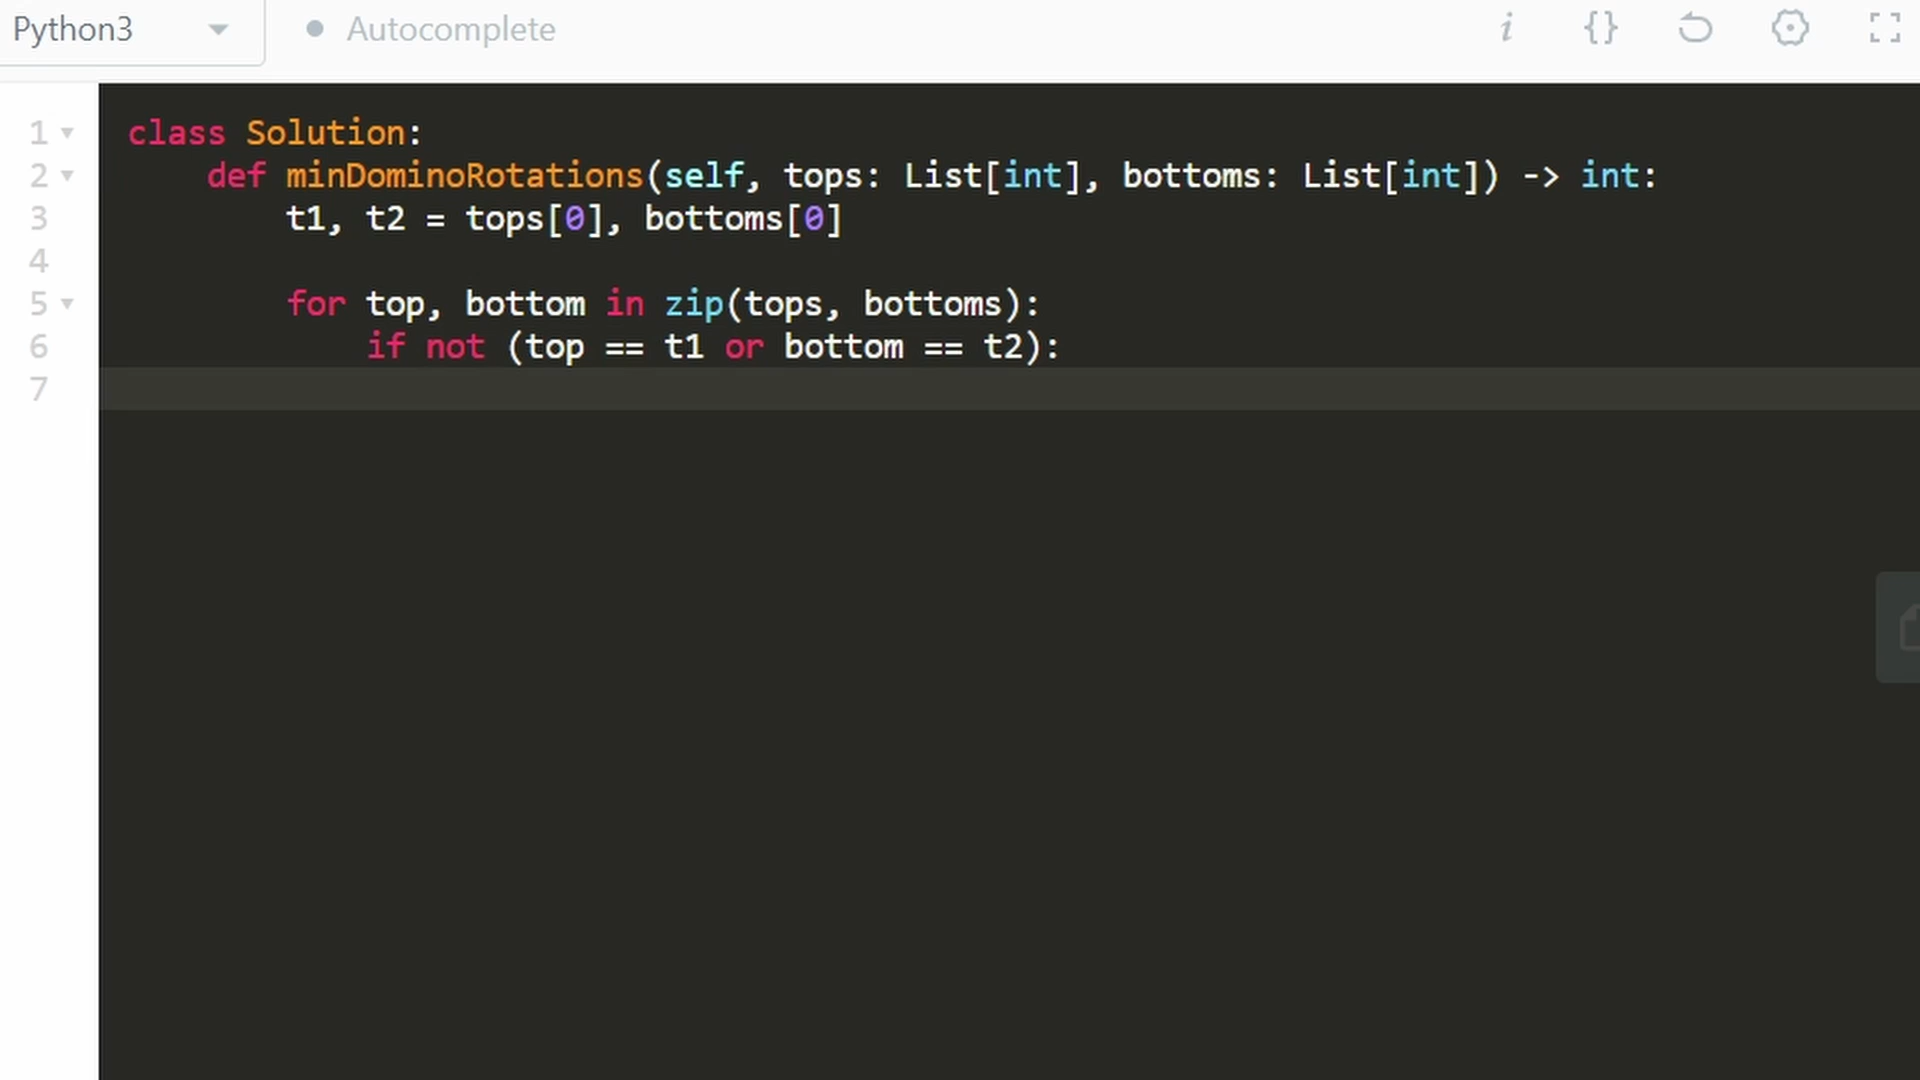 Python3 Autocomplete i {}
1 class Solution:
2 def minDominoRotations(self, tops: List[int], bottoms: List[int]) -> int:
3 t1, t2 = tops[0], bottoms[0]
4
5 for top, bottom in zip(tops, bottoms):
6 if not (top == t1 or bottom == t2):
7